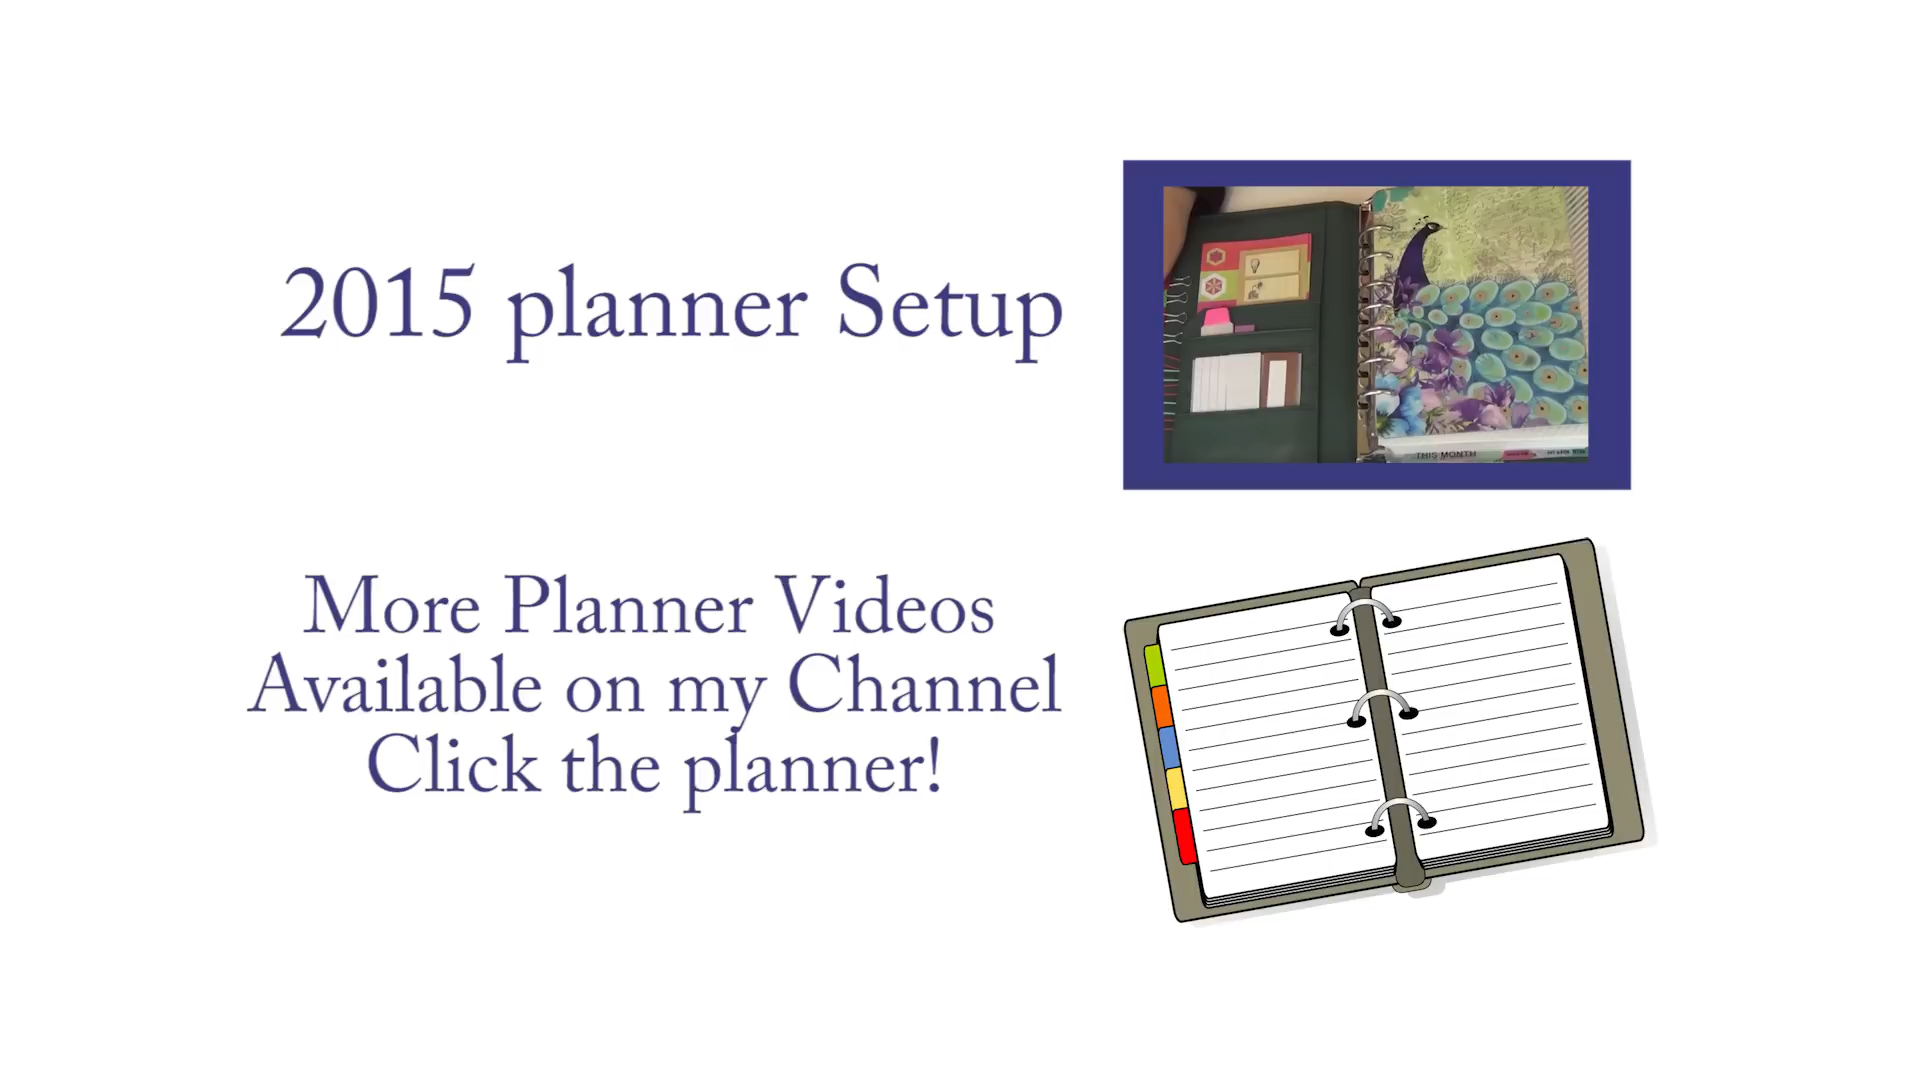 2015 planner Setup
THIS MONTH
More Planner Videos
Available on my Channel
Click the planner!